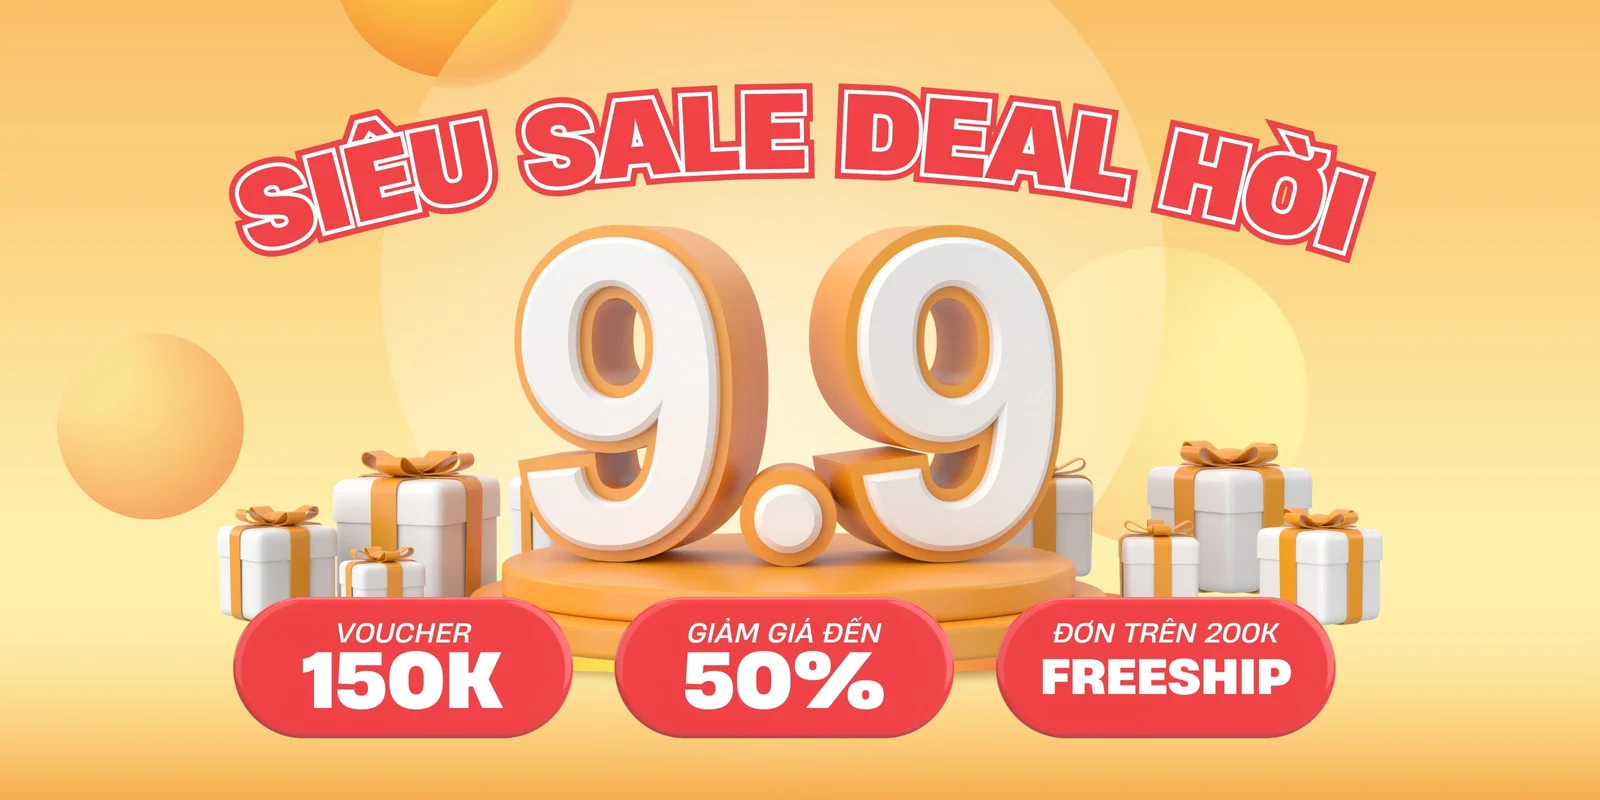 SIÊU SALE DEAL HỜI
9.9
VOUCHER
150K
GIẢM GIÁ ĐẾN
50%
ĐƠN TRÊN 200K
FREESHIP